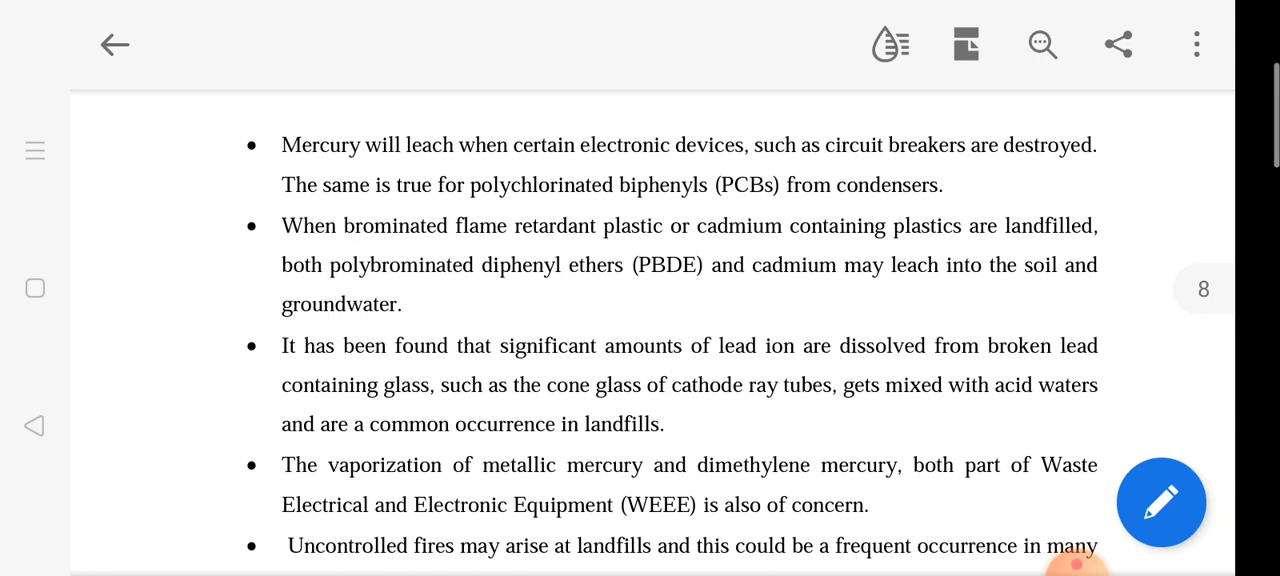 • Mercury will leach when certain electronic devices, such as circuit breakers are destroyed.
The same is true for polychlorinated biphenyls (PCBs) from condensers.
• When brominated flame retardant plastic or cadmium containing plastics are landfilled,
both polybrominated diphenyl ethers (PBDE) and cadmium may leach into the soil and
groundwater.
8
• It has been found that significant amounts of lead ion are dissolved from broken lead
containing glass, such as the cone glass of cathode ray tubes, gets mixed with acid waters
and are a common occurrence in landfills.
• The vaporization of metallic mercury and dimethylene mercury, both part of Waste
Electrical and Electronic Equipment (WEEE) is also of concern.
• Uncontrolled fires may arise at landfills and this could be a frequent occurrence in many